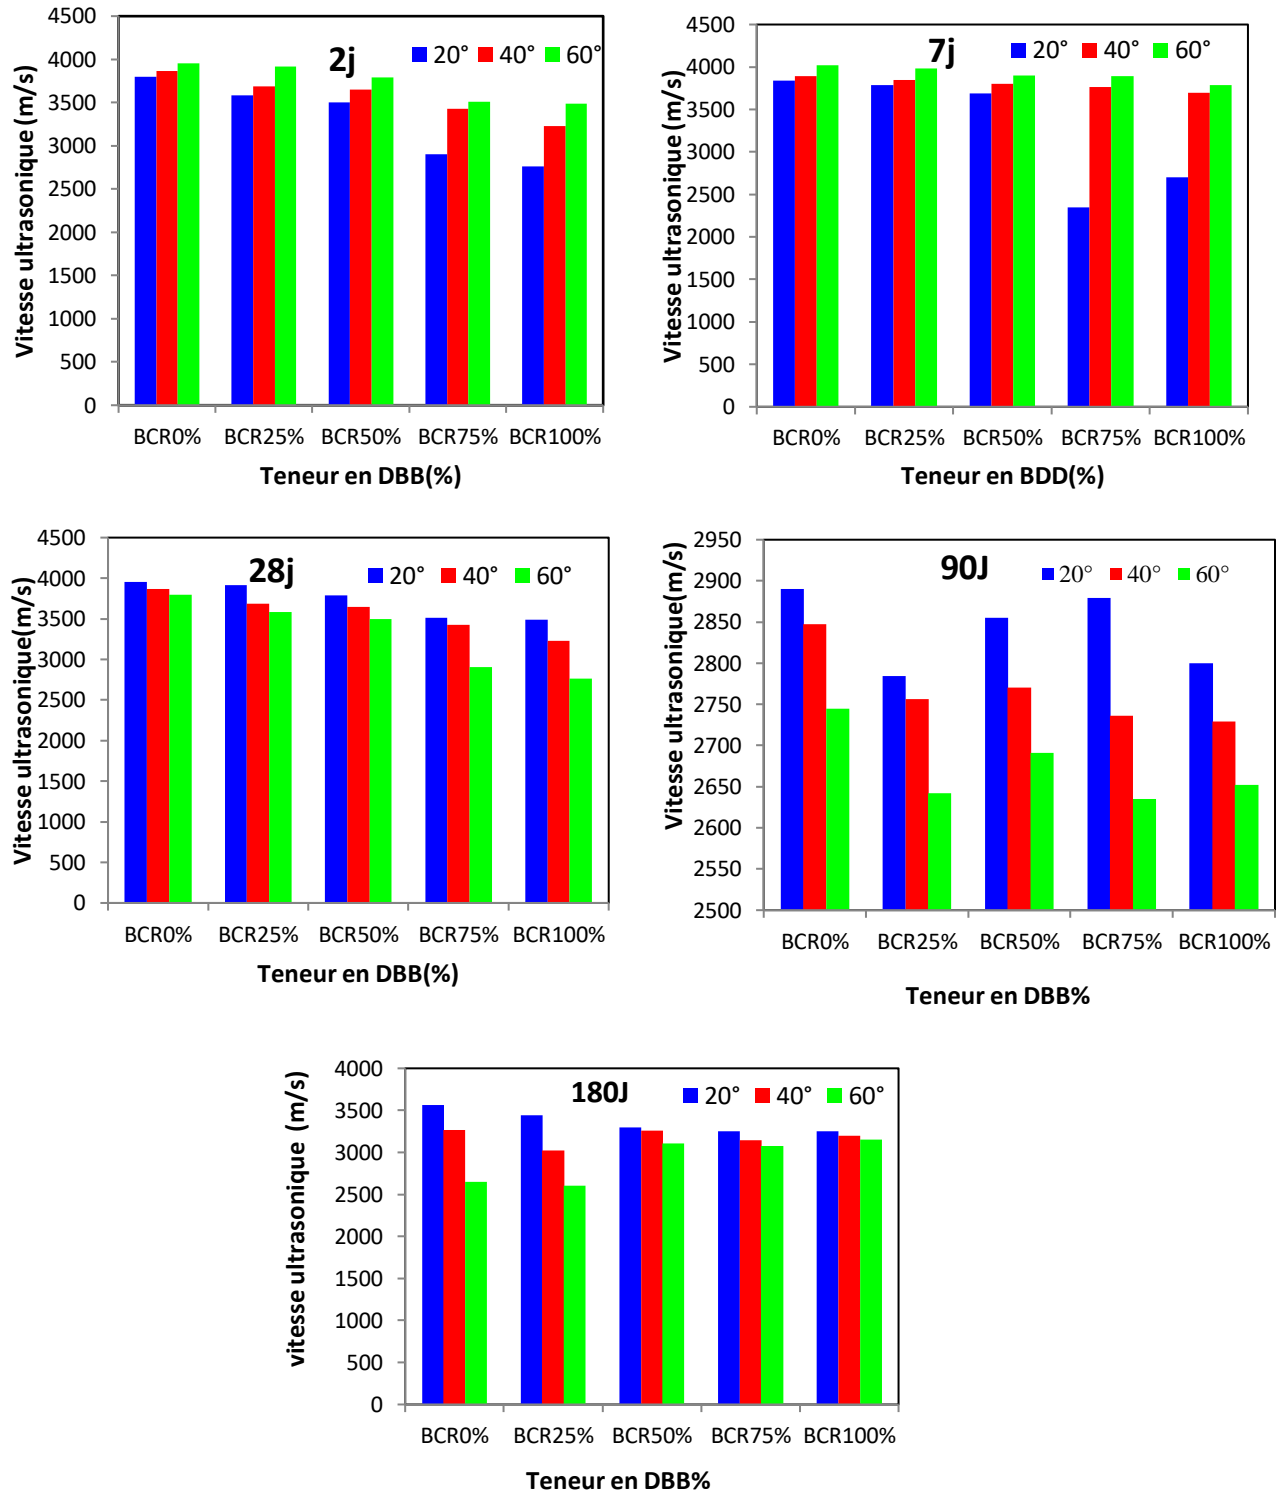 2j
20° 40° 60°
Vitesse ultrasonique (m/s)
4500
4000
3500
3000
2500
2000
1500
1000
500
0
BCR0% BCR25% BCR50% BCR75% BCR100%
Teneur en DBB(%)
7j
20° 40° 60°
Vitesse ultrasonique (m/s)
4500
4000
3500
3000
2500
2000
1500
1000
500
0
BCR0% BCR25% BCR50% BCR75% BCR100%
Teneur en BDD(%)
28j
20° 40° 60°
Vitesse ultrasonique(m/s)
4500
4000
3500
3000
2500
2000
1500
1000
500
0
BCR0% BCR25% BCR50% BCR75% BCR100%
Teneur en DBB(%)
90J
20° 40° 60°
Vitesse ultrasonique(m/s)
2950
2900
2850
2800
2750
2700
2650
2600
2550
2500
BCR0% BCR25% BCR50% BCR75% BCR100%
Teneur en DBB%
180J
20° 40° 60°
vitesse ultrasonique (m/s)
4000
3500
3000
2500
2000
1500
1000
500
0
BCR0% BCR25% BCR50% BCR75% BCR100%
Teneur en DBB%